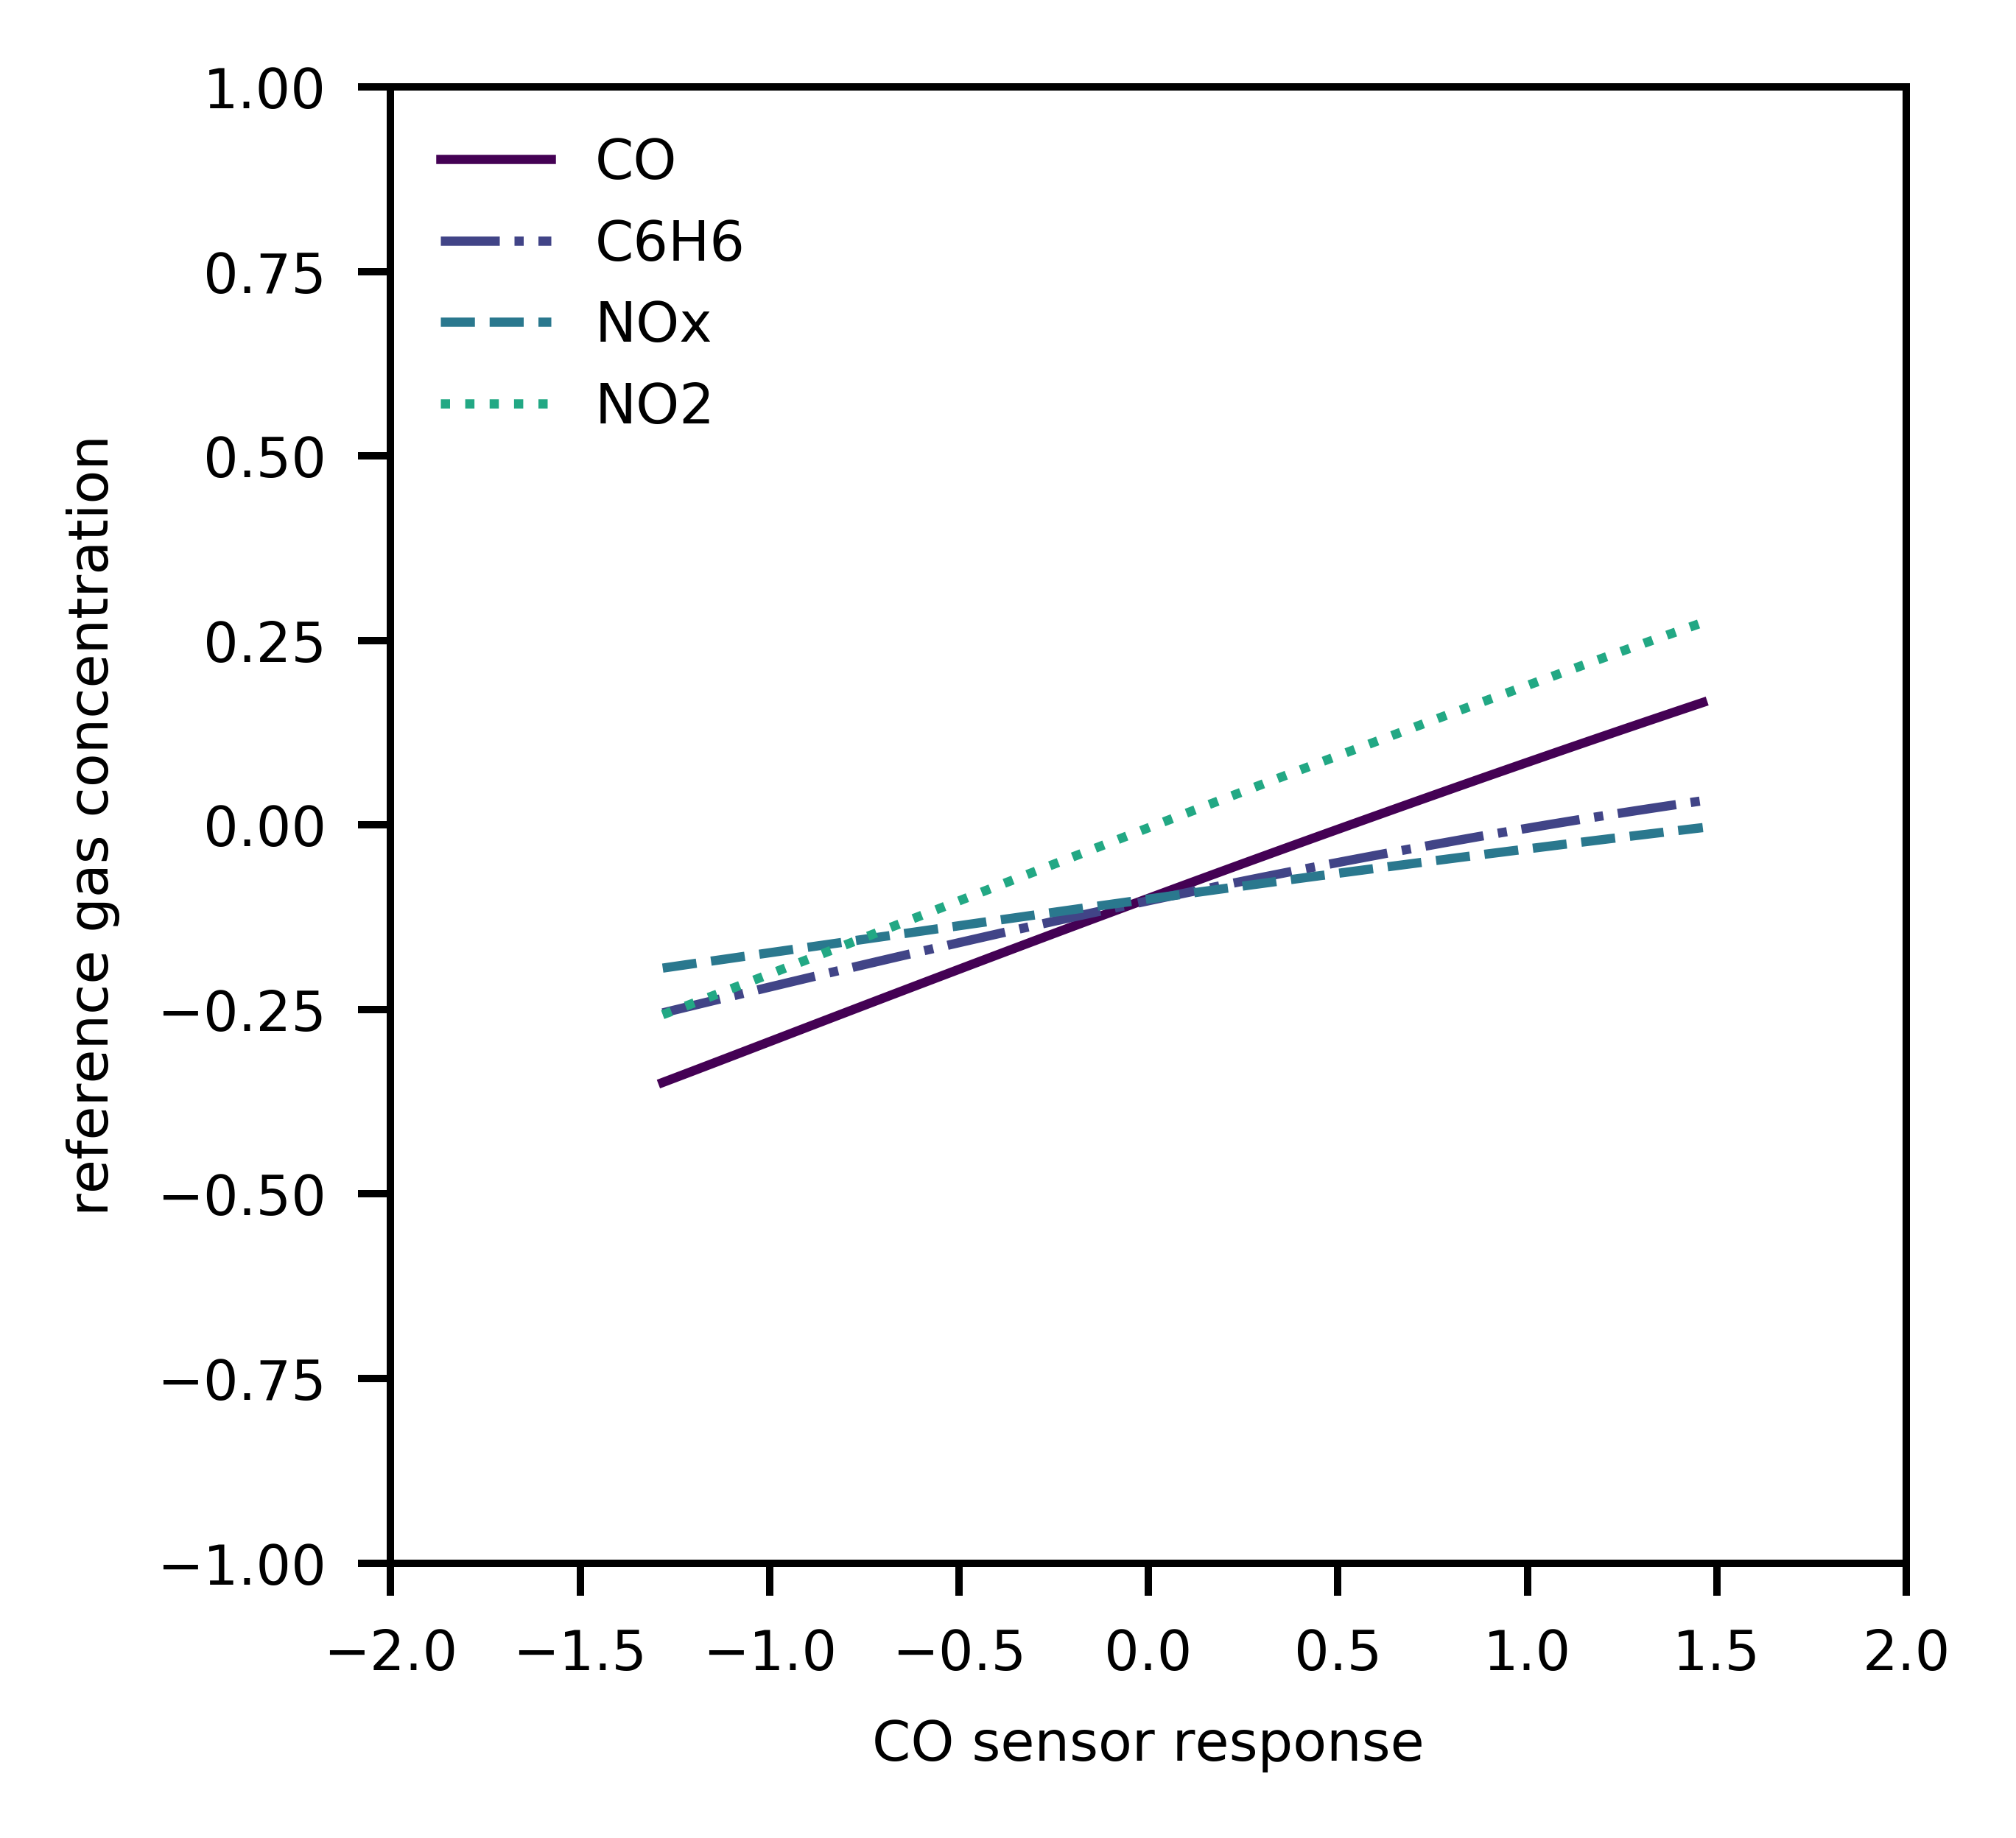 1.00
0.75
0.50
0.25
0.00
−0.25
−0.50
−0.75
−1.00
reference gas concentration
CO
C6H6
NOx
NO2
−2.0 −1.5 −1.0 −0.5 0.0 0.5 1.0 1.5 2.0
CO sensor response